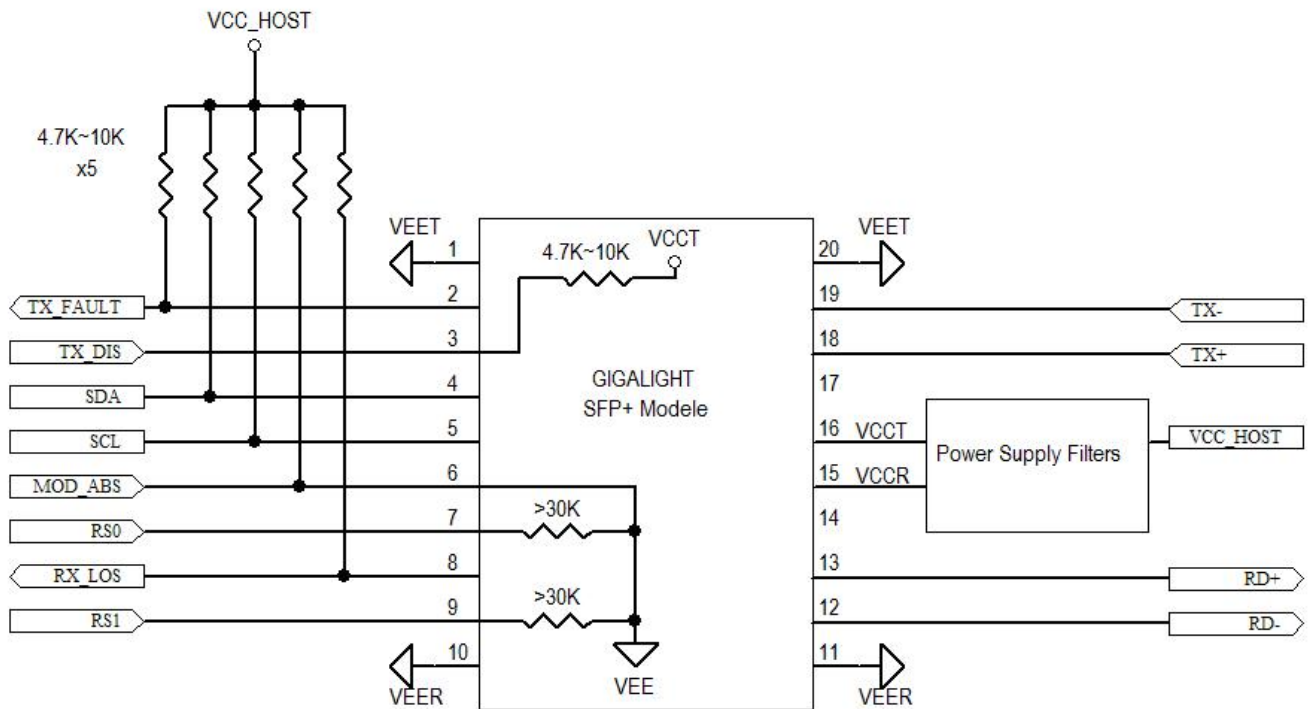 VCC_HOST
4.7K~10K
x5
VEET
1
4.7K~10K
VCCT
20
VEET
TX_FAULT
2
19
TX-
TX_DIS
3
18
TX+
SDA
4
GIGALIGHT
SFP+ Modele
17
SCL
5
16
VCCT
Power Supply Filters
VCC_HOST
MOD_ABS
6
15
VCCR
RS0
7
>30K
14
RX_LOS
8
13
RD+
RS1
9
>30K
12
RD-
10
VEER
VEE
11
VEER